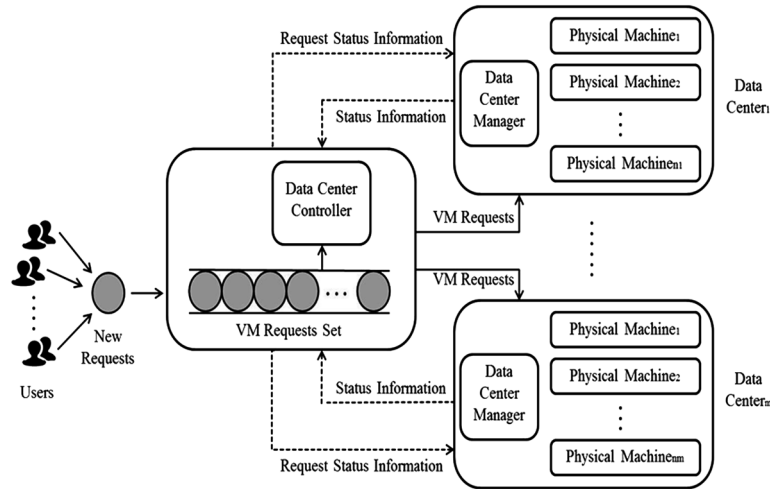 Users
New
Requests
Data Center
Controller
VM Requests Set
Request Status Information
Status Information
VM Requests
VM Requests
Status Information
Request Status Information
Data
Center
Manager
Physical Machine₁
Physical Machine₂
Physical Machineₙ₁
Data
Center₁
Data
Center
Manager
Physical Machine₁
Physical Machine₂
Physical Machineₙₘ
Data
Centerₘ